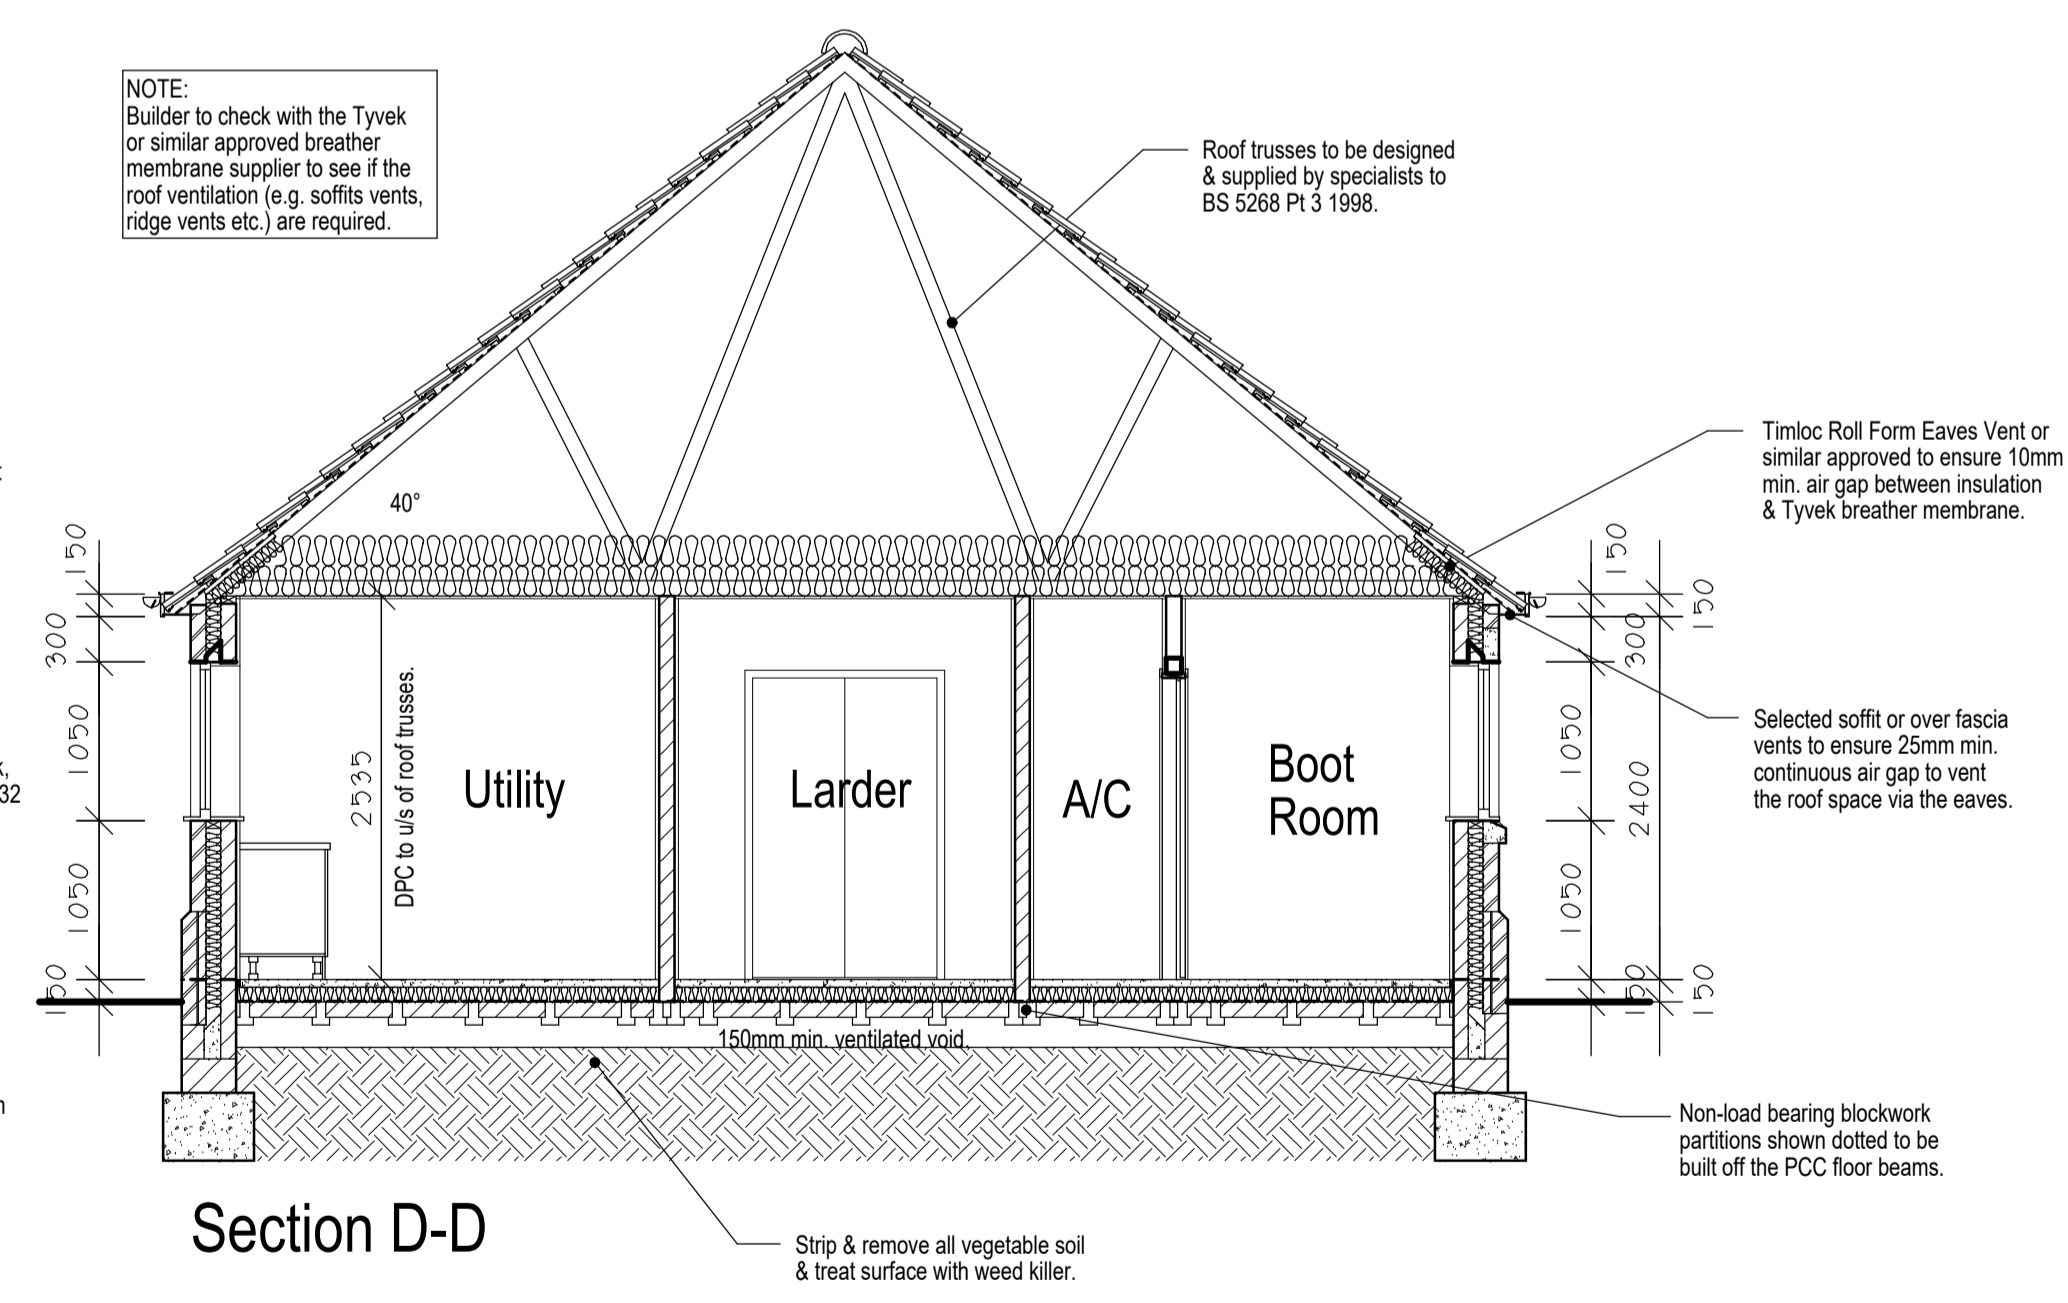 NOTE:
Builder to check with the Tyvek
or similar approved breather
membrane supplier to see if the
roof ventilation (e.g. soffits vents,
ridge vents etc.) are required.
Roof trusses to be designed
& supplied by specialists to
BS 5268 Pt 3 1998.
40°
Timloc Roll Form Eaves Vent or
similar approved to ensure 10mm
min. air gap between insulation
& Tyvek breather membrane.
150
300
1050
1050
150
32
2535
DPC to u/s of roof trusses.
Utility
Larder
A/C
Boot
Room
150
300
1050
1050
150
2400
150
150
Selected soffit or over fascia
vents to ensure 25mm min.
continuous air gap to vent
the roof space via the eaves.
150mm min. ventilated void.
Non-load bearing blockwork
partitions shown dotted to be
built off the PCC floor beams.
Section D-D
Strip & remove all vegetable soil
& treat surface with weed killer.